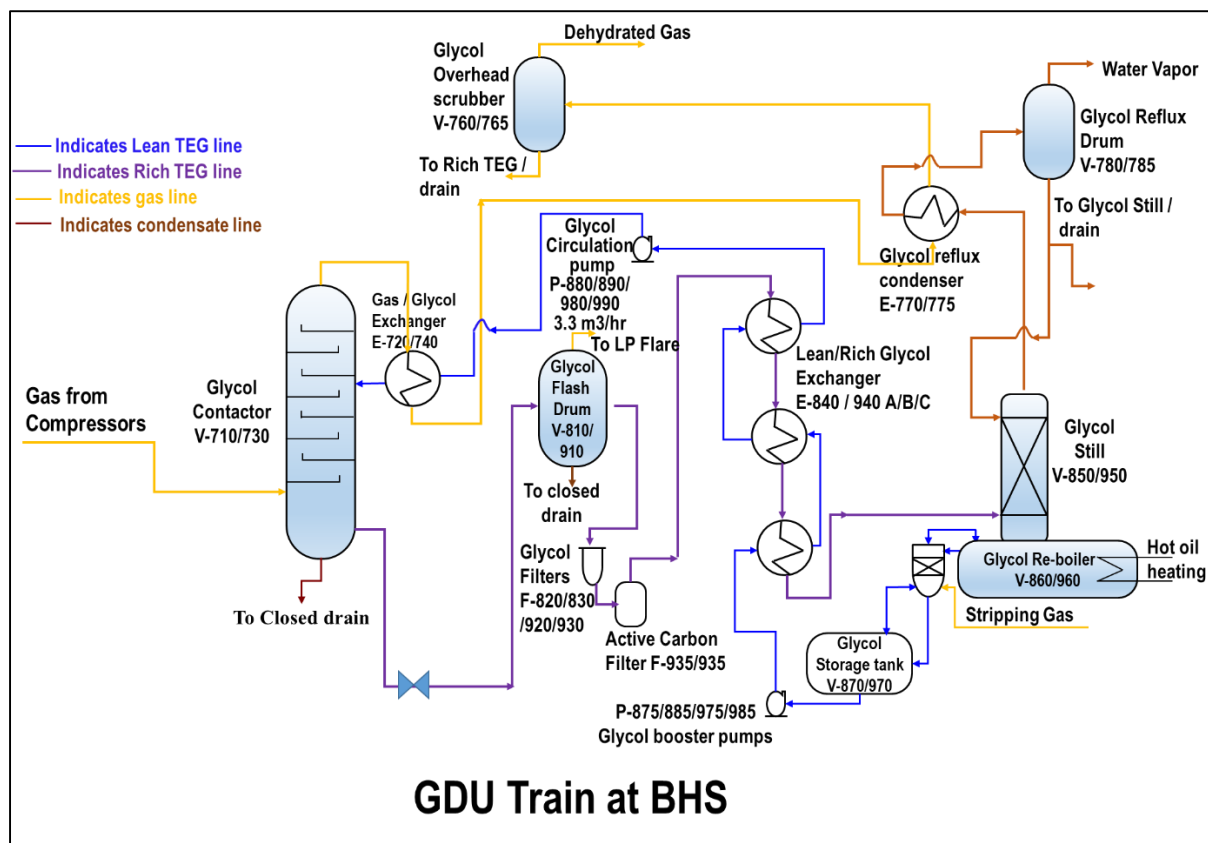 Dehydrated Gas
Glycol
Overhead
scrubber
V-760/765
Water Vapor
Glycol Reflux
Drum
V-780/785
Indicates Lean TEG line
Indicates Rich TEG line
Indicates gas line
Indicates condensate line
To Rich TEG /
drain
To Glycol Still /
drain
Glycol
Circulation
pump
P-880/890/
980/990
3.3 m3/hr
Glycol reflux
condenser
E-770/775
Gas / Glycol
Exchanger
E-720/740
To LP Flare
Glycol
Flash
Drum
V-810/
910
Lean/Rich Glycol
Exchanger
E-840 / 940 A/B/C
Gas from
Compressors
Glycol
Contactor
V-710/730
Glycol
Still
V-850/950
To closed
drain
Glycol
Filters
F-820/830
/920/930
Glycol Re-boiler
V-860/960
Hot oil
heating
To Closed drain
Stripping Gas
Active Carbon
Filter F-935/935
Glycol
Storage tank
V-870/970
P-875/885/975/985
Glycol booster pumps
GDU Train at BHS